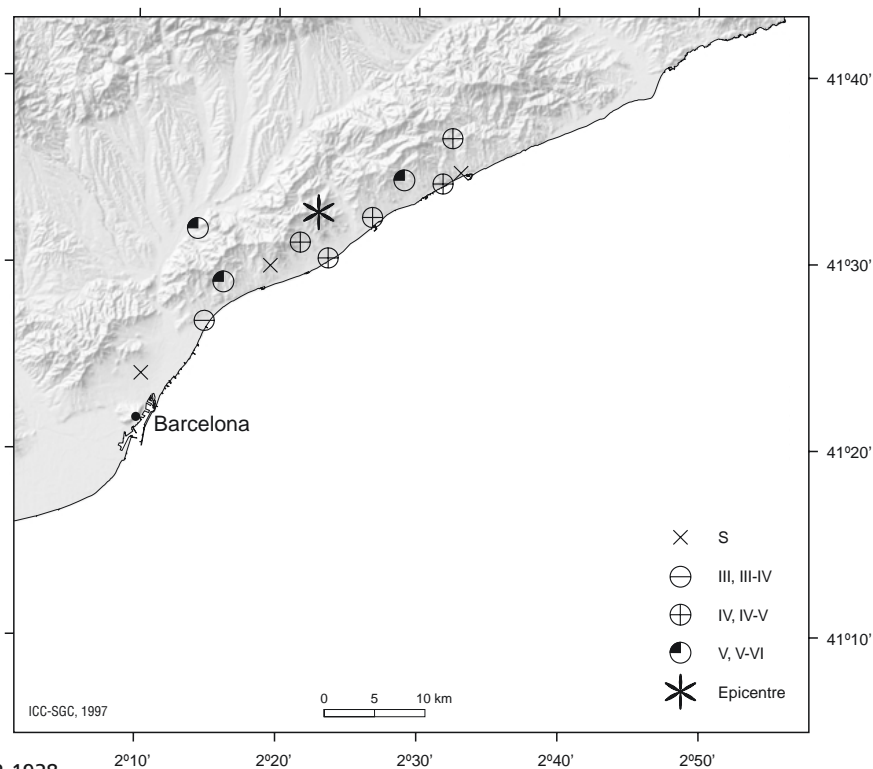 41º40'
41º30'
Barcelona
41º20'
S
III, III-IV
IV, IV-V
41º10'
V, V-VI
Epicentre
ICC-SGC, 1997
0 5 10 km
2º10' 2º20' 2º30' 2º40' 2º50'